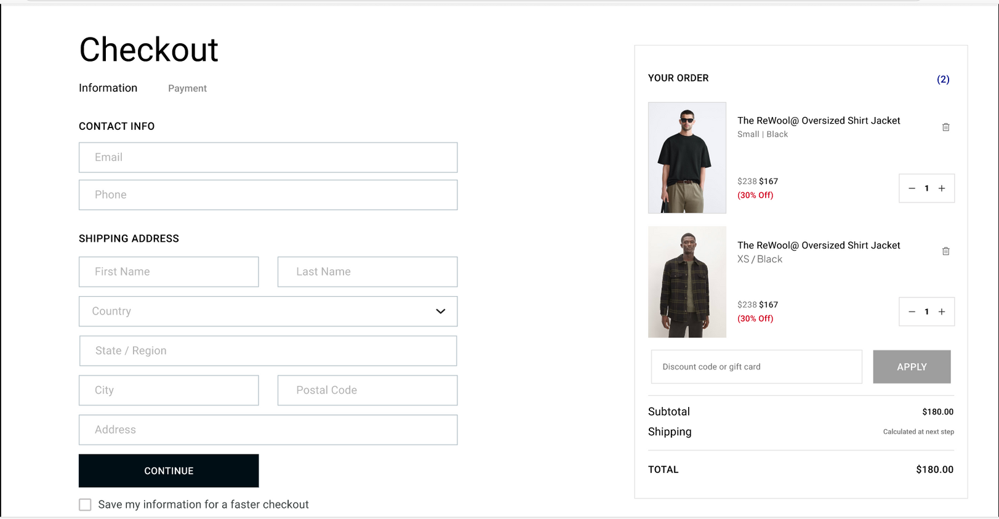 Checkout
Information Payment
CONTACT INFO
Email
Phone
SHIPPING ADDRESS
First Name Last Name
Country
State / Region
City Postal Code
Address
CONTINUE
Save my information for a faster checkout
YOUR ORDER (2)
The ReWool@ Oversized Shirt Jacket
Small | Black
$238 $167
(30% Off)
− 1 +
The ReWool@ Oversized Shirt Jacket
XS / Black
$238 $167
(30% Off)
− 1 +
Discount code or gift card APPLY
Subtotal $180.00
Shipping Calculated at next step
TOTAL $180.00